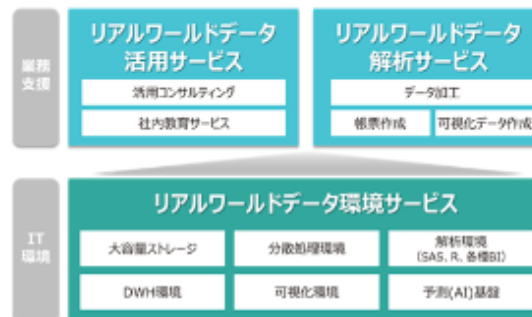 業務
支援
リアルワールドデータ
活用サービス
活用コンサルティング
社内教育サービス
リアルワールドデータ
解析サービス
データ加工
帳票作成
可視化データ作成
IT
環境
リアルワールドデータ環境サービス
大容量ストレージ
分散処理環境
解析環境
(SAS, R, 各種BI)
DWH環境
可視化環境
予測(AI)基盤